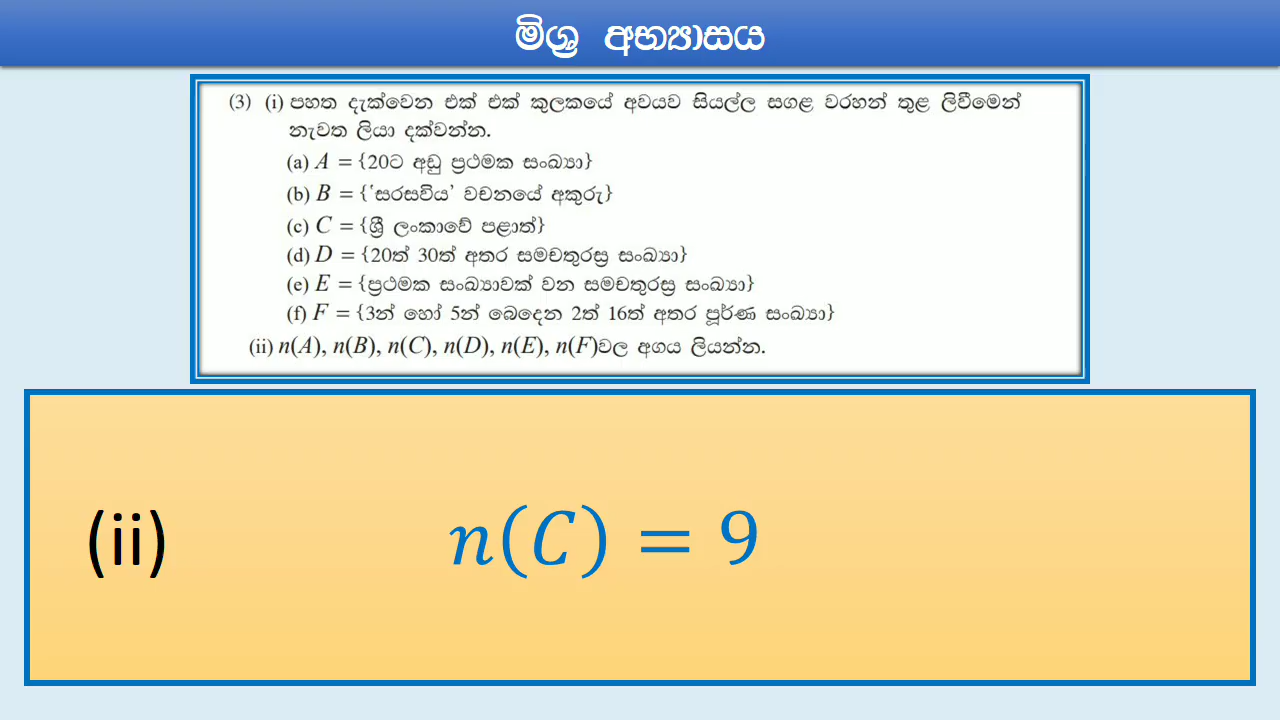 මිශ්‍ර අභ්‍යාසය
(3) (i) පහත දැක්වෙන එක් එක් කුලකයේ අවයව සියල්ල සගළ වරහන් තුළ ලිවීමෙන්
නැවත ලියා දක්වන්න.
(a) A = {20ට අඩු ප්‍රථමක සංඛ්‍යා}
(b) B = {‘සරසවිය’ වචනයේ අකුරු}
(c) C = {ශ්‍රී ලංකාවේ පළාත්}
(d) D = {20ත් 30ත් අතර සමචතුරස්‍ර සංඛ්‍යා}
(e) E = {ප්‍රථමක සංඛ්‍යාවක් වන සමචතුරස්‍ර සංඛ්‍යා}
(f) F = {3න් හෝ 5න් බෙදෙන 2ත් 16ත් අතර පූර්ණ සංඛ්‍යා}
(ii) n(A), n(B), n(C), n(D), n(E), n(F)වල අගය ලියන්න.
(ii) n(C) = 9